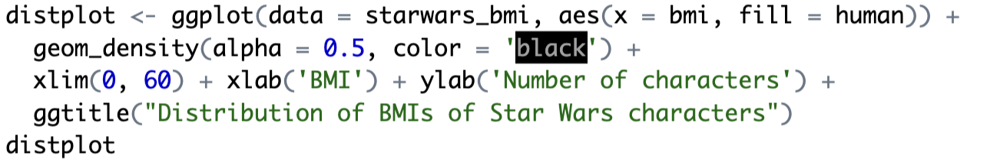 distplot <- ggplot(data = starwars_bmi, aes(x = bmi, fill = human)) +
  geom_density(alpha = 0.5, color = 'black') +
  xlim(0, 60) + xlab('BMI') + ylab('Number of characters') +
  ggtitle("Distribution of BMIs of Star Wars characters")
distplot